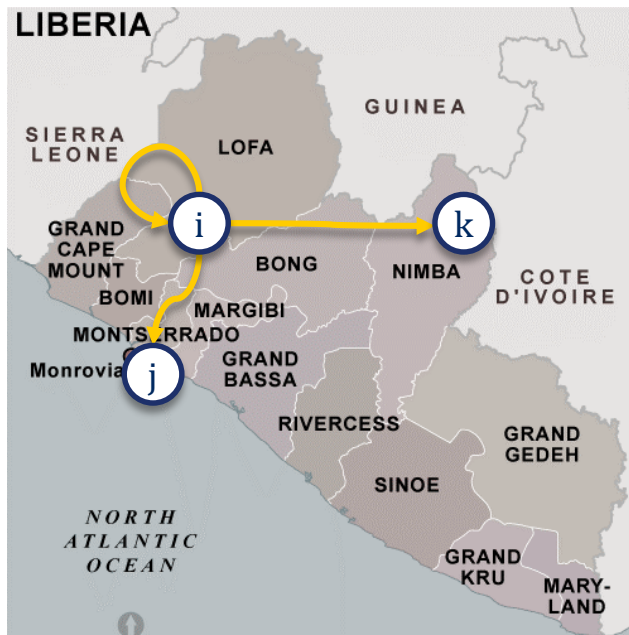 LIBERIA
GUINEA
SIERRA
LEONE
LOFA
i
k
GRAND
CAPE
MOUNT
BONG
NIMBA
COTE
D'IVOIRE
BOMI
MARGIBI
MONTSERRADO
Monrovia
j
GRAND
BASSA
RIVERCESS
GRAND
GEDEH
SINOE
NORTH
ATLANTIC
OCEAN
GRAND
KRU
MARY-
LAND